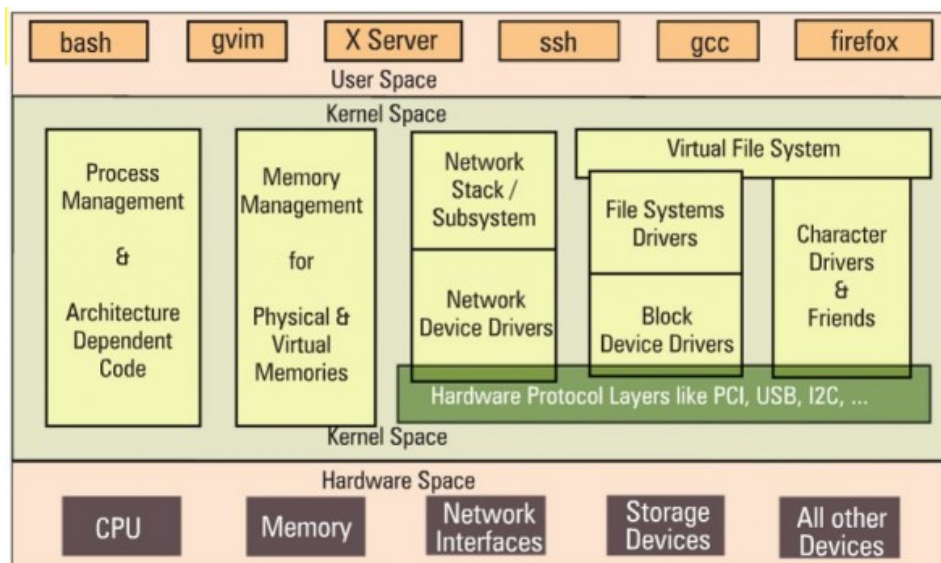 bash
gvim
X Server
ssh
gcc
firefox
User Space
Kernel Space
Process
Management
&
Architecture
Dependent
Code
Memory
Management
for
Physical &
Virtual
Memories
Network
Stack /
Subsystem
Network
Device Drivers
Virtual File System
File Systems
Drivers
Block
Device Drivers
Character
Drivers
&
Friends
Hardware Protocol Layers like PCI, USB, I2C, ...
Kernel Space
Hardware Space
CPU
Memory
Network
Interfaces
Storage
Devices
All other
Devices